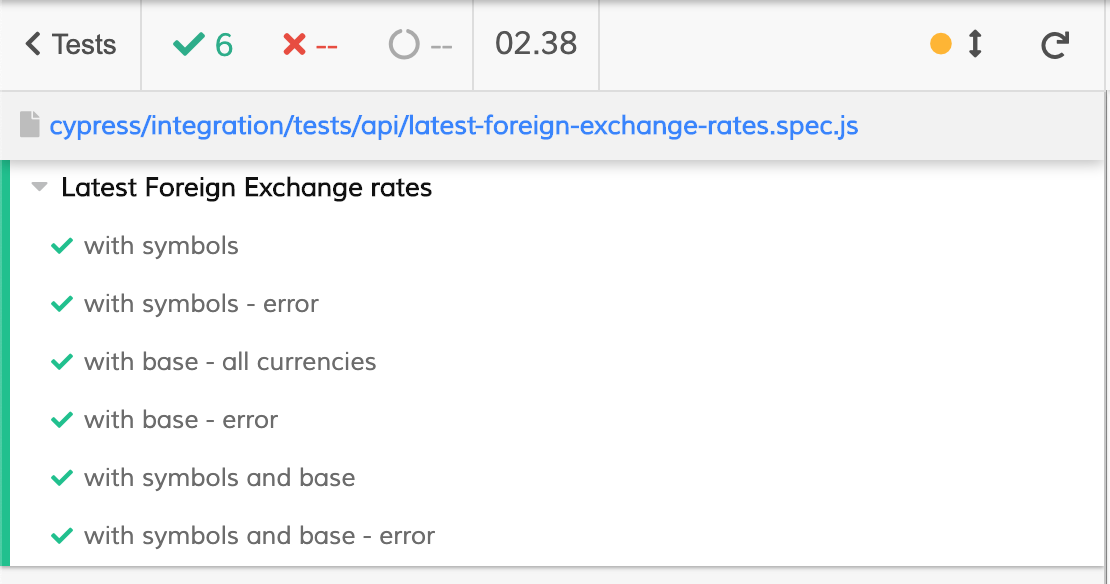 Tests 6 -- -- 02.38
cypress/integration/tests/api/latest-foreign-exchange-rates.spec.js
Latest Foreign Exchange rates
with symbols
with symbols - error
with base - all currencies
with base - error
with symbols and base
with symbols and base - error